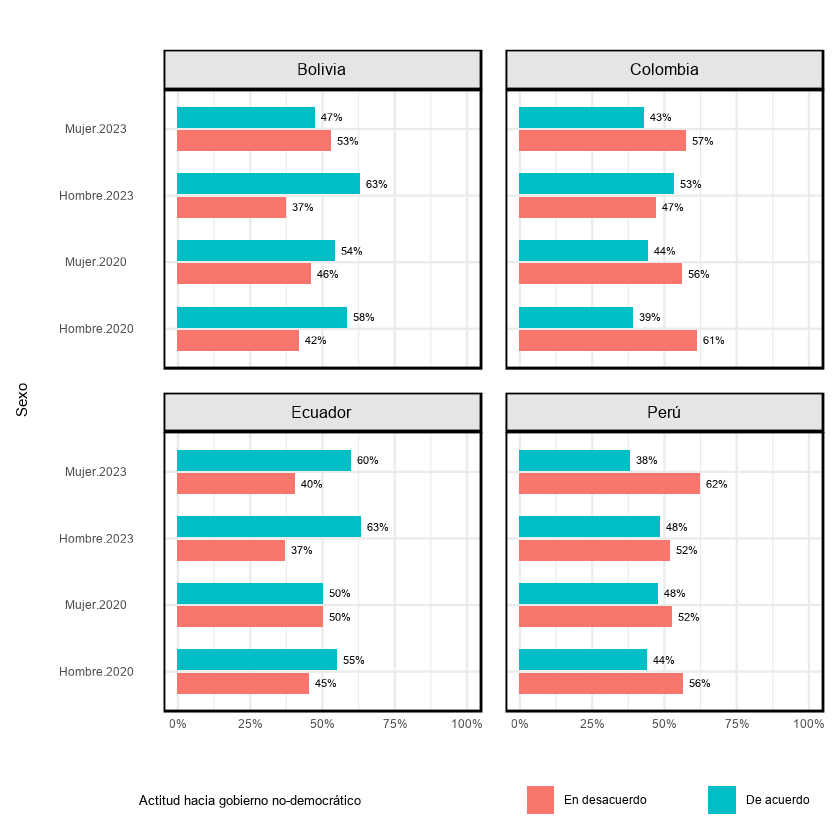 Bolivia
Colombia
Mujer.2023
47%
53%
43%
57%
Hombre.2023
63%
37%
53%
47%
Mujer.2020
54%
46%
44%
56%
Hombre.2020
58%
42%
39%
61%
Sexo
Ecuador
Perú
Mujer.2023
60%
40%
38%
62%
Hombre.2023
63%
37%
48%
52%
Mujer.2020
50%
50%
48%
52%
Hombre.2020
55%
45%
44%
56%
0% 25% 50% 75% 100%
0% 25% 50% 75% 100%
Actitud hacia gobierno no-democrático
En desacuerdo
De acuerdo